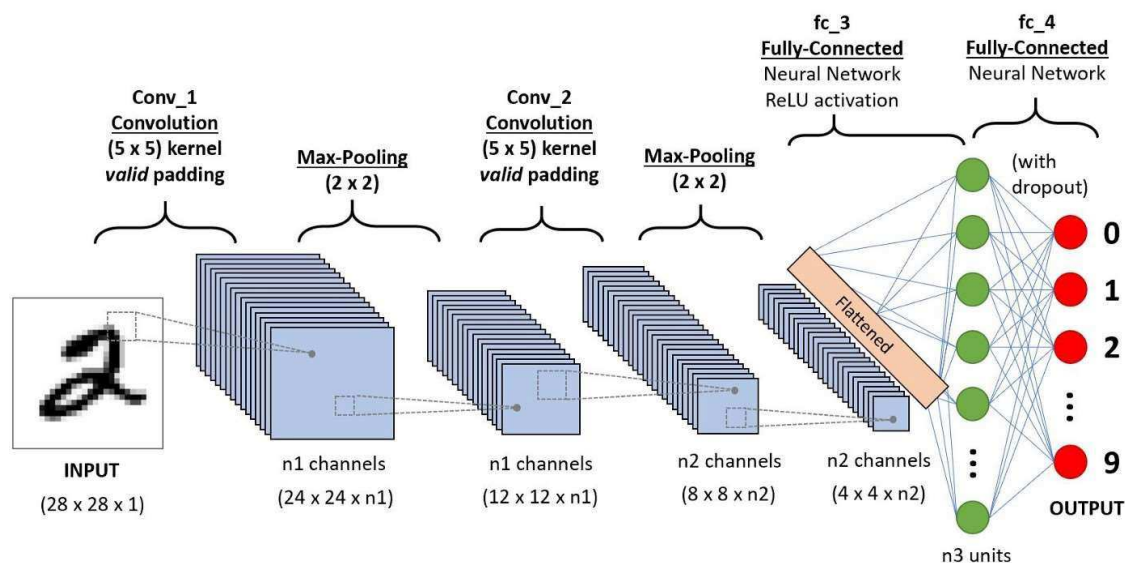 fc_3
Fully-Connected
Neural Network
ReLU activation
fc_4
Fully-Connected
Neural Network
Conv_1
Convolution
(5 x 5) kernel
valid padding
Max-Pooling
(2 x 2)
Conv_2
Convolution
(5 x 5) kernel
valid padding
Max-Pooling
(2 x 2)
(with
dropout)
2
Flattened
0
1
2
9
INPUT
(28 x 28 x 1)
n1 channels
(24 x 24 x n1)
n1 channels
(12 x 12 x n1)
n2 channels
(8 x 8 x n2)
n2 channels
(4 x 4 x n2)
n3 units
OUTPUT